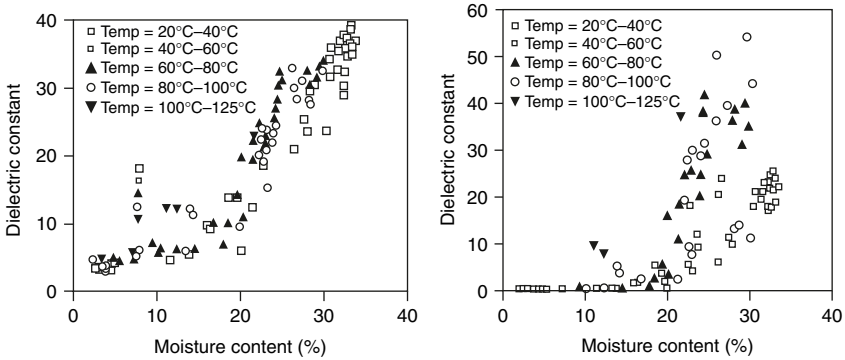 40
30
20
10
0
Dielectric constant
Temp = 20°C–40°C
Temp = 40°C–60°C
Temp = 60°C–80°C
Temp = 80°C–100°C
Temp = 100°C–125°C
0 10 20 30 40
Moisture content (%)
60
50
40
30
20
10
0
Dielectric constant
Temp = 20°C–40°C
Temp = 40°C–60°C
Temp = 60°C–80°C
Temp = 80°C–100°C
Temp = 100°C–125°C
0 10 20 30 40
Moisture content (%)